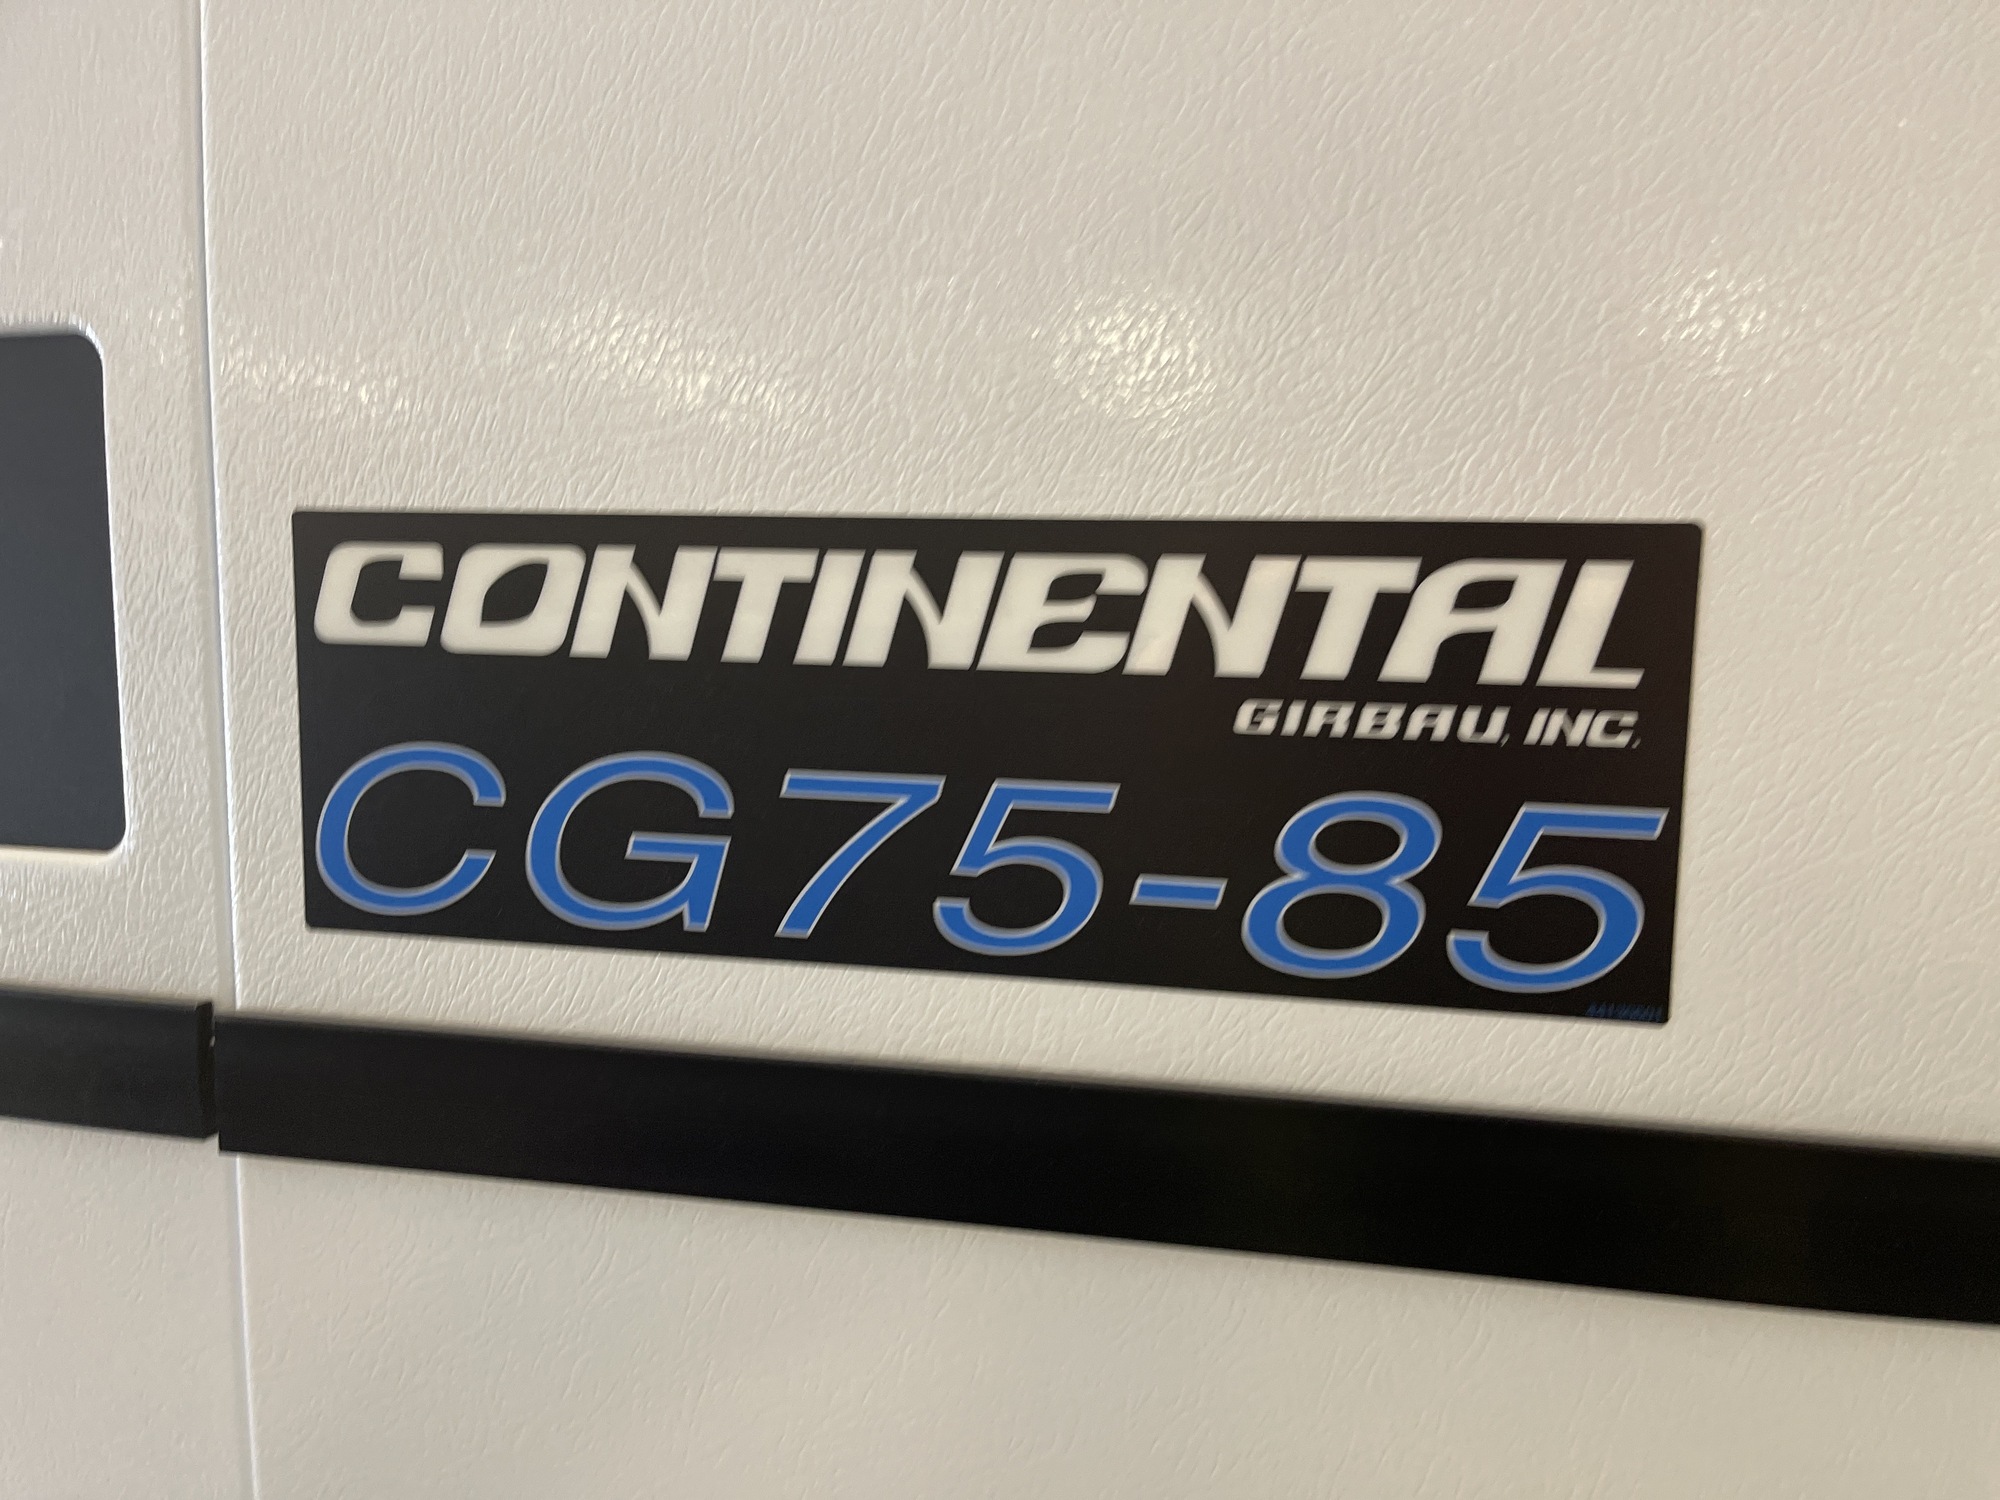 CONTINENTAL
GIRBAU, INC.
CG75-85